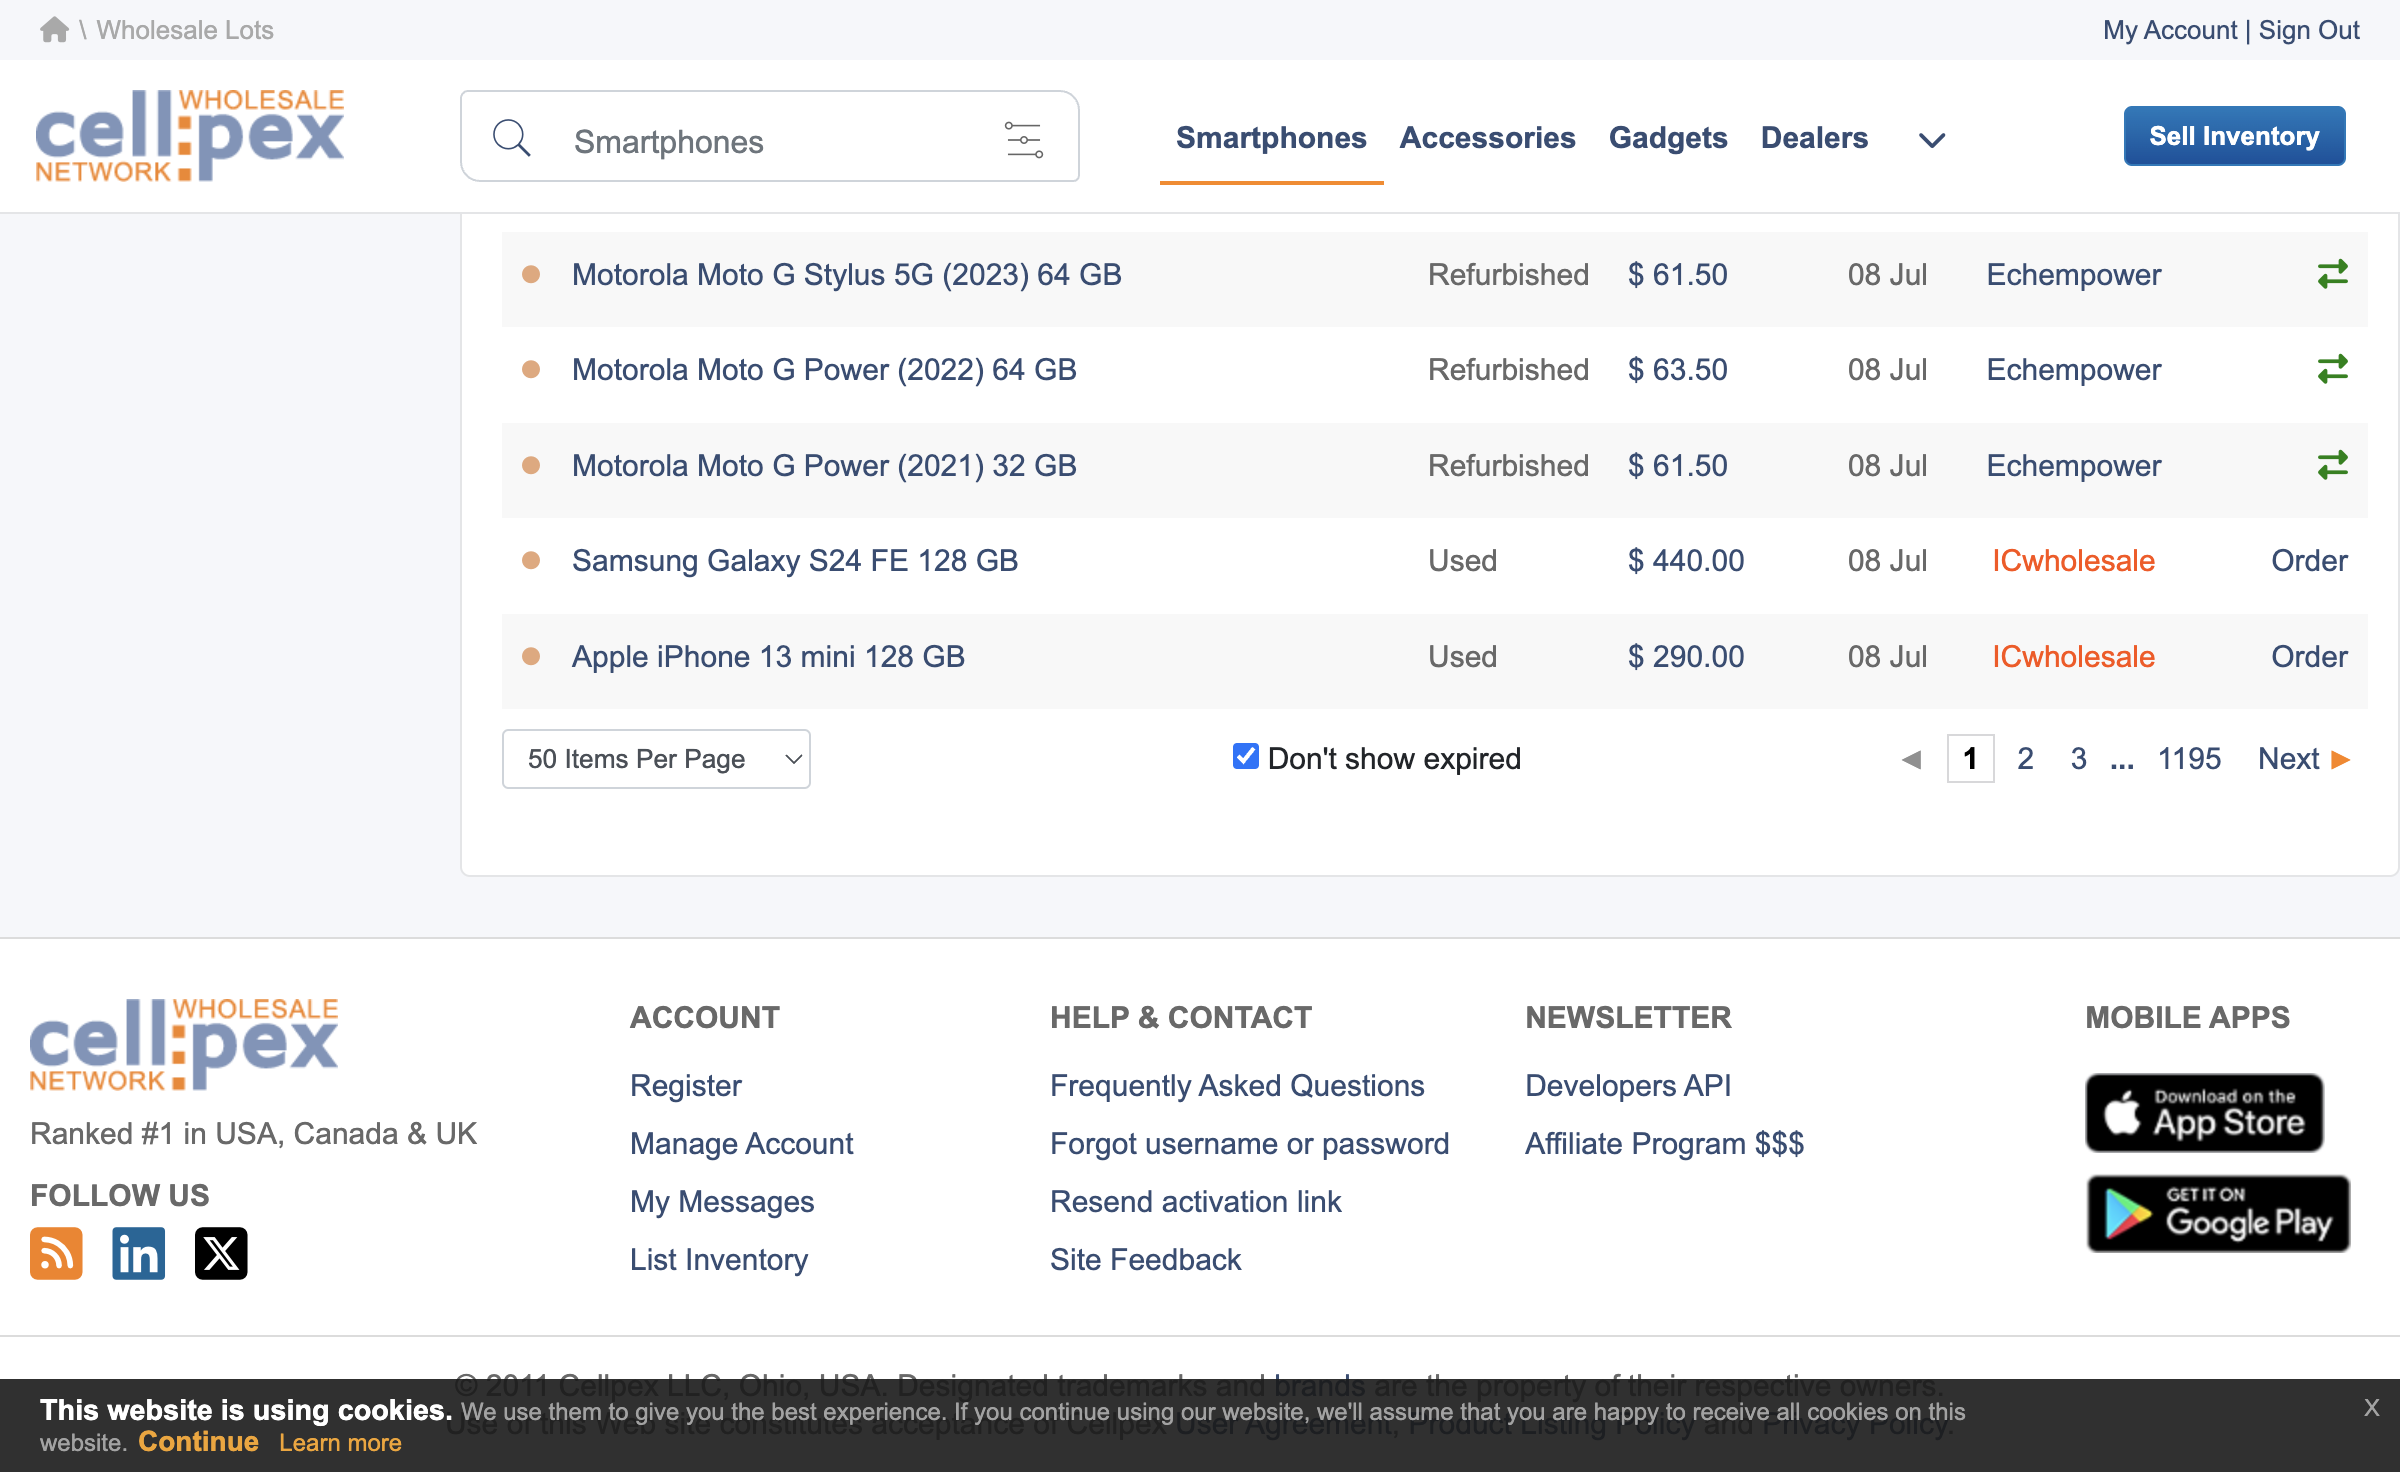 \ Wholesale Lots
My Account | Sign Out
WHOLESALE
cell:pex
NETWORK
Smartphones
Smartphones Accessories Gadgets Dealers
Sell Inventory
Motorola Moto G Stylus 5G (2023) 64 GB Refurbished $ 61.50 08 Jul Echempower
Motorola Moto G Power (2022) 64 GB Refurbished $ 63.50 08 Jul Echempower
Motorola Moto G Power (2021) 32 GB Refurbished $ 61.50 08 Jul Echempower
Samsung Galaxy S24 FE 128 GB Used $ 440.00 08 Jul ICwholesale Order
Apple iPhone 13 mini 128 GB Used $ 290.00 08 Jul ICwholesale Order
50 Items Per Page Don't show expired 1 2 3 ... 1195 Next
WHOLESALE
cell:pex
NETWORK
Ranked #1 in USA, Canada & UK
FOLLOW US
in X
ACCOUNT
Register
Manage Account
My Messages
List Inventory
HELP & CONTACT
Frequently Asked Questions
Forgot username or password
Resend activation link
Site Feedback
NEWSLETTER
Developers API
Affiliate Program $$$
MOBILE APPS
Download on the
App Store
GET IT ON
Google Play
© 2011 Cellpex LLC, Ohio, USA. Designated trademarks and brands are the property of their respective owners.
Use of this Web site constitutes acceptance of Cellpex User Agreement, Product Listing Policy and Privacy Policy.
This website is using cookies. We use them to give you the best experience. If you continue using our website, we'll assume that you are happy to receive all cookies on this
website. Continue Learn more
X